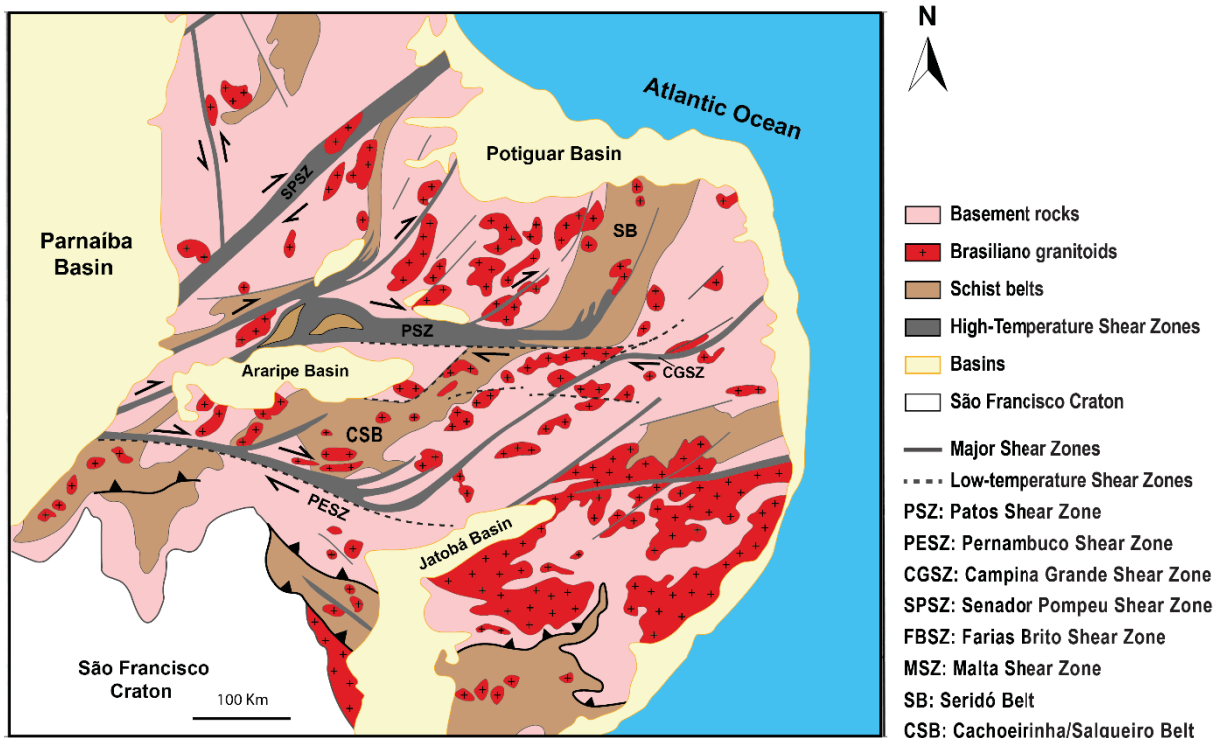 N
Atlantic Ocean
Potiguar Basin
SPSZ
SB
Parnaíba
Basin
PSZ
Araripe Basin
CGSZ
CSB
PESZ
Jatobá Basin
São Francisco
Craton
100 Km
Basement rocks
Brasiliano granitoids
Schist belts
High-Temperature Shear Zones
Basins
São Francisco Craton
Major Shear Zones
Low-temperature Shear Zones
PSZ: Patos Shear Zone
PESZ: Pernambuco Shear Zone
CGSZ: Campina Grande Shear Zone
SPSZ: Senador Pompeu Shear Zone
FBSZ: Farias Brito Shear Zone
MSZ: Malta Shear Zone
SB: Seridó Belt
CSB: Cachoeirinha/Salgueiro Belt